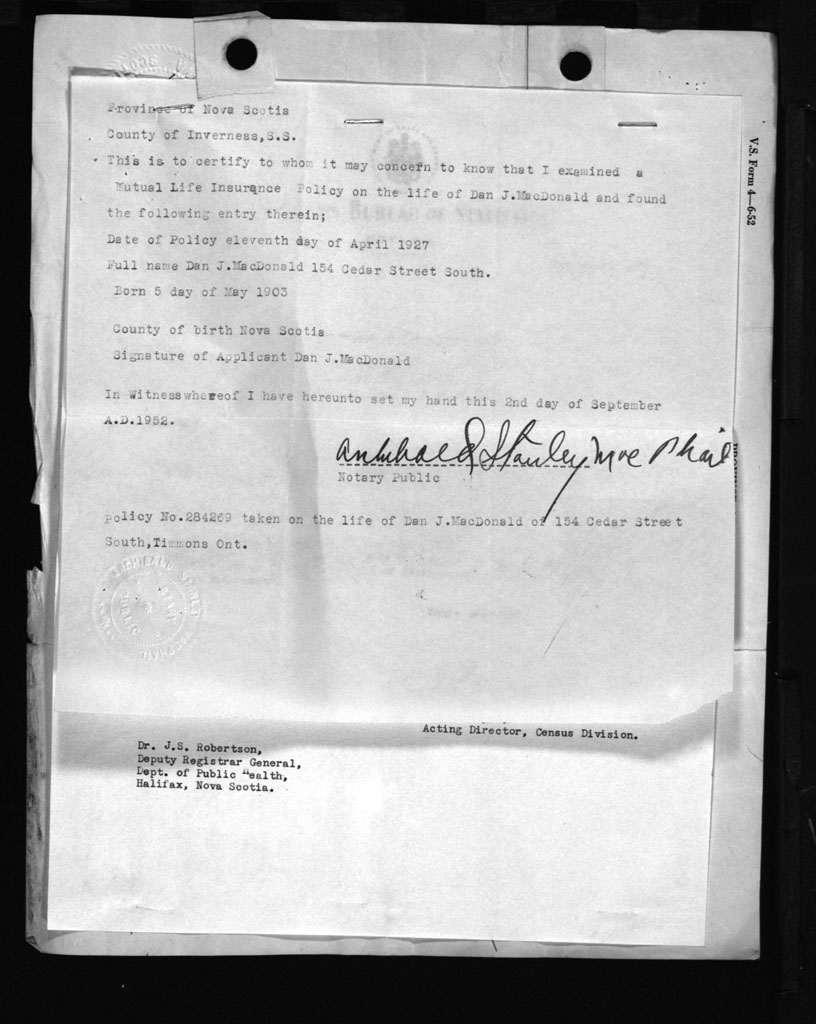 Province of Nova Scotia
County of Inverness,S.S.
This is to certify to whom it may concern to know that I examined a
Mutual Life Insurance Policy on the life of Dan J.MacDonald and found
the following entry therein;
Date of Policy eleventh day of April 1927
Full name Dan J.MacDonald 154 Cedar Street South.
Born 5 day of May 1903
County of birth Nova Scotia
Signature of Applicant Dan J.MacDonald
In Witnesswhereof I have hereunto set my hand this 2nd day of September
A.D.1952.
Archibald Stanley MacPhail
Notary Public
policy No.284269 taken on the life of Dan J.MacDonald of 154 Cedar Street
South,Timmons Ont.
Acting Director, Census Division.
Dr. J.S. Robertson,
Deputy Registrar General,
Dept. of Public Health,
Halifax, Nova Scotia.
V.S. Form 4—6-52